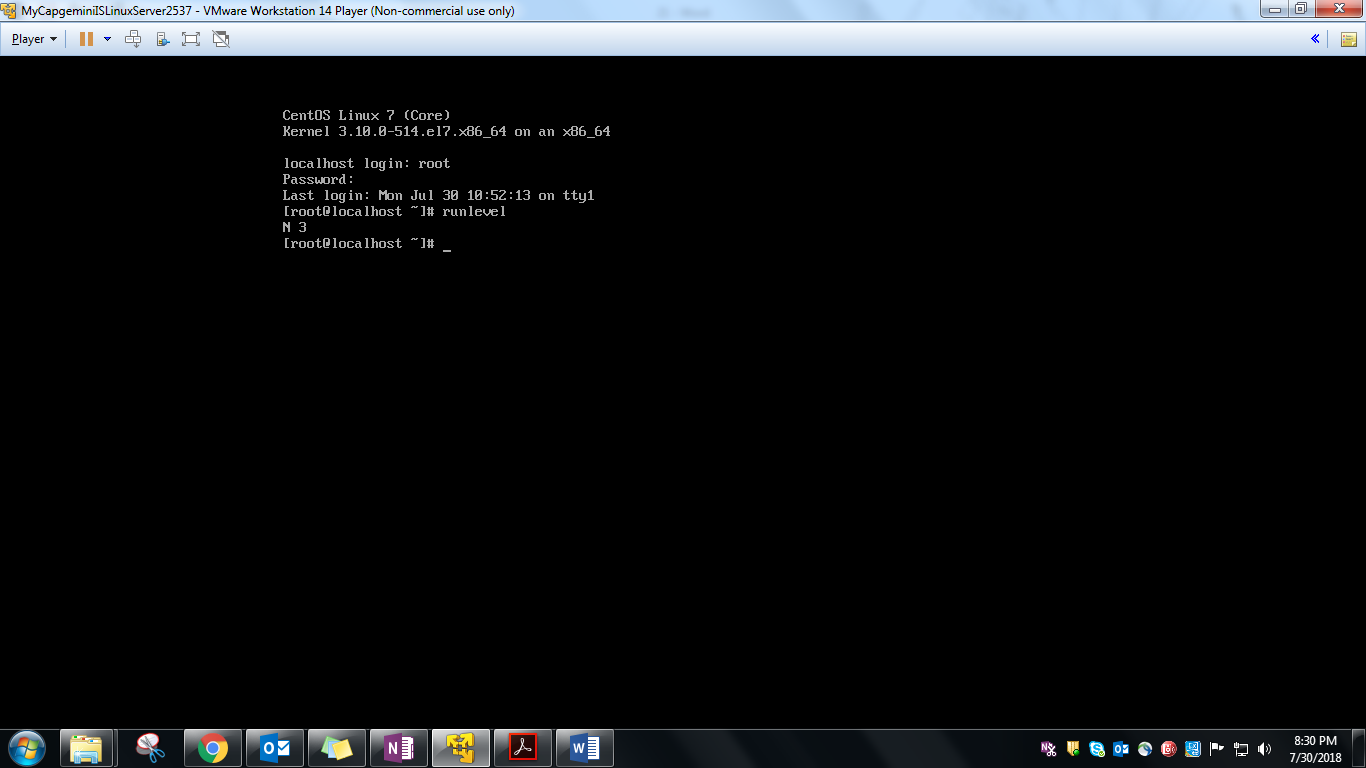 MyCapgeminiISLinuxServer2537 - VMware Workstation 14 Player (Non-commercial use only)
Player
CentOS Linux 7 (Core)
Kernel 3.10.0-514.el7.x86_64 on an x86_64
localhost login: root
Password:
Last login: Mon Jul 30 10:52:13 on tty1
[root@localhost ~]# runlevel
N 3
[root@localhost ~]# _
8:30 PM
7/30/2018